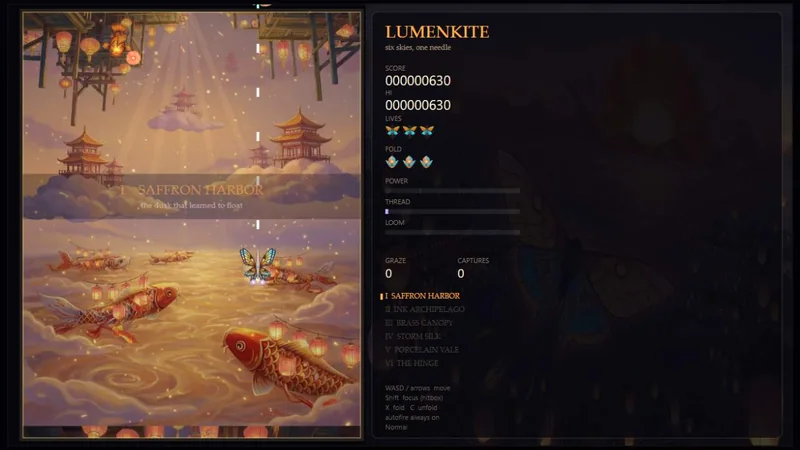 I SAFFRON HARBOR
the dusk that learned to float
LUMENKITE
six skies, one needle
SCORE
000000630
HI
000000630
LIVES
FOLD
POWER
THREAD
LOOM
GRAZE CAPTURES
0 0
I SAFFRON HARBOR
II INK ARCHIPELAGO
III BRASS CANOPY
IV STORM SILK
V PORCELAIN VALE
VI THE HINGE
WASD / arrows move
Shift focus (hitbox)
X fold C unfold
autofire always on
Normal